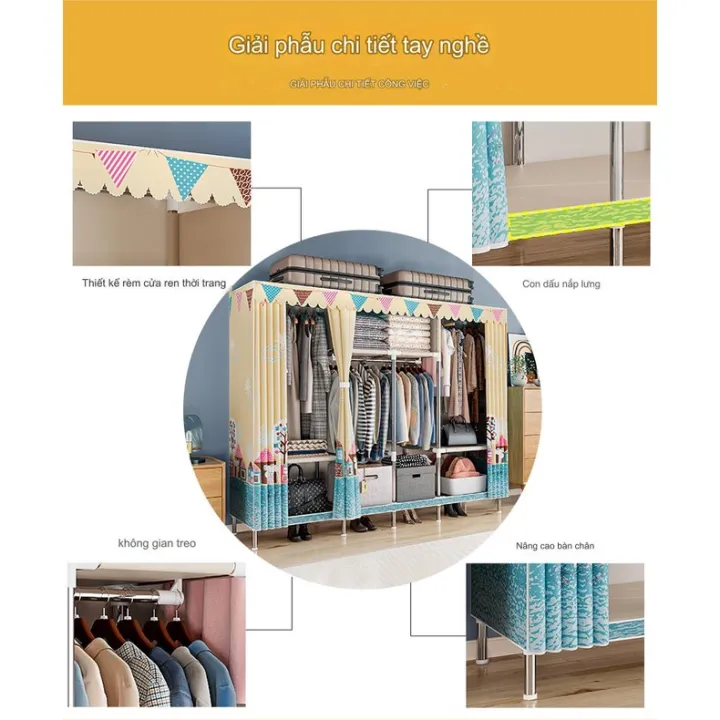 Giải phẫu chi tiết tay nghề
GIẢI PHẪU CHI TIẾT CÔNG VIỆC
Thiết kế rèm cửa ren thời trang
Con dấu nắp lưng
không gian treo
Nâng cao bàn chân